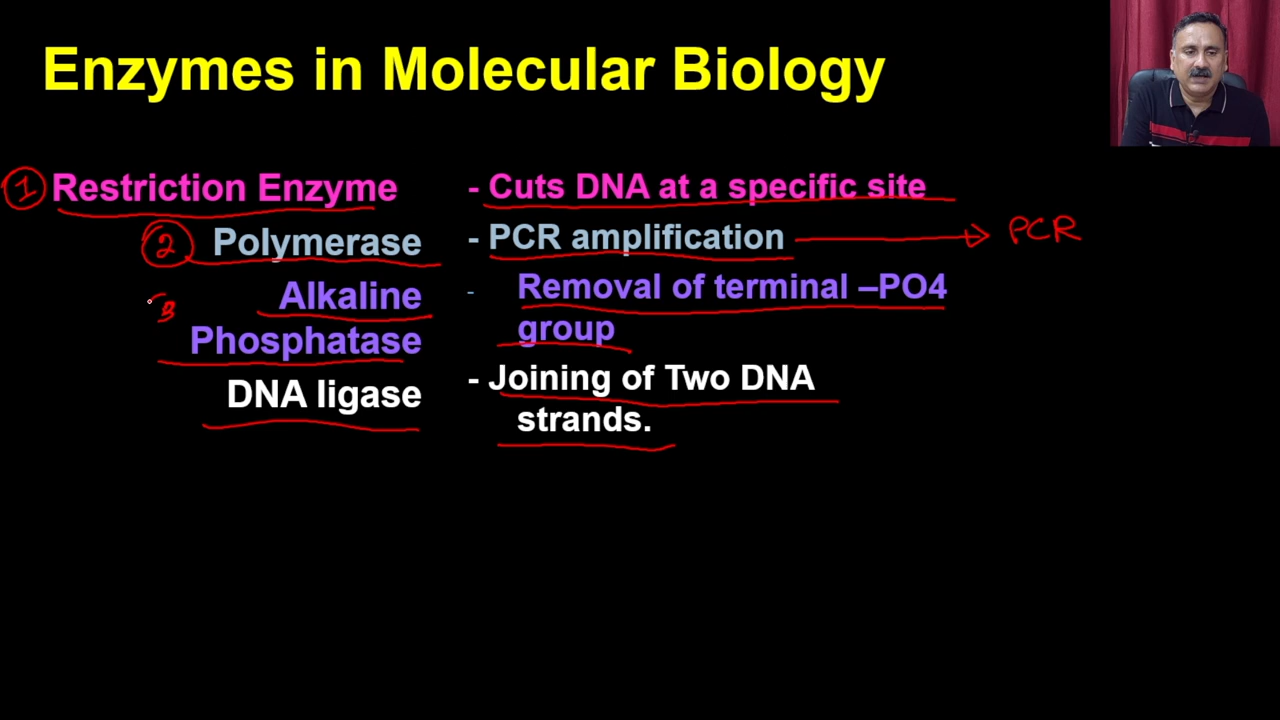 Enzymes in Molecular Biology
1 Restriction Enzyme - Cuts DNA at a specific site
2 Polymerase - PCR amplification PCR
3 Alkaline - Removal of terminal –PO4
Phosphatase group
DNA ligase - Joining of Two DNA
strands.